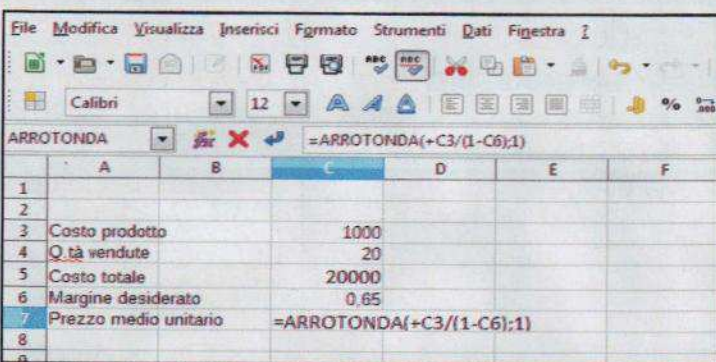 File Modifica Visualizza Inserisci Formato Strumenti Dati Finestra ?
Calibri 12 %
ARROTONDA =ARROTONDA(+C3/(1-C6);1)
A B C D E F
1
2
3 Costo prodotto 1000
4 Q.tà vendute 20
5 Costo totale 20000
6 Margine desiderato 0,65
7 Prezzo medio unitario =ARROTONDA(+C3/(1-C6);1)
8
9